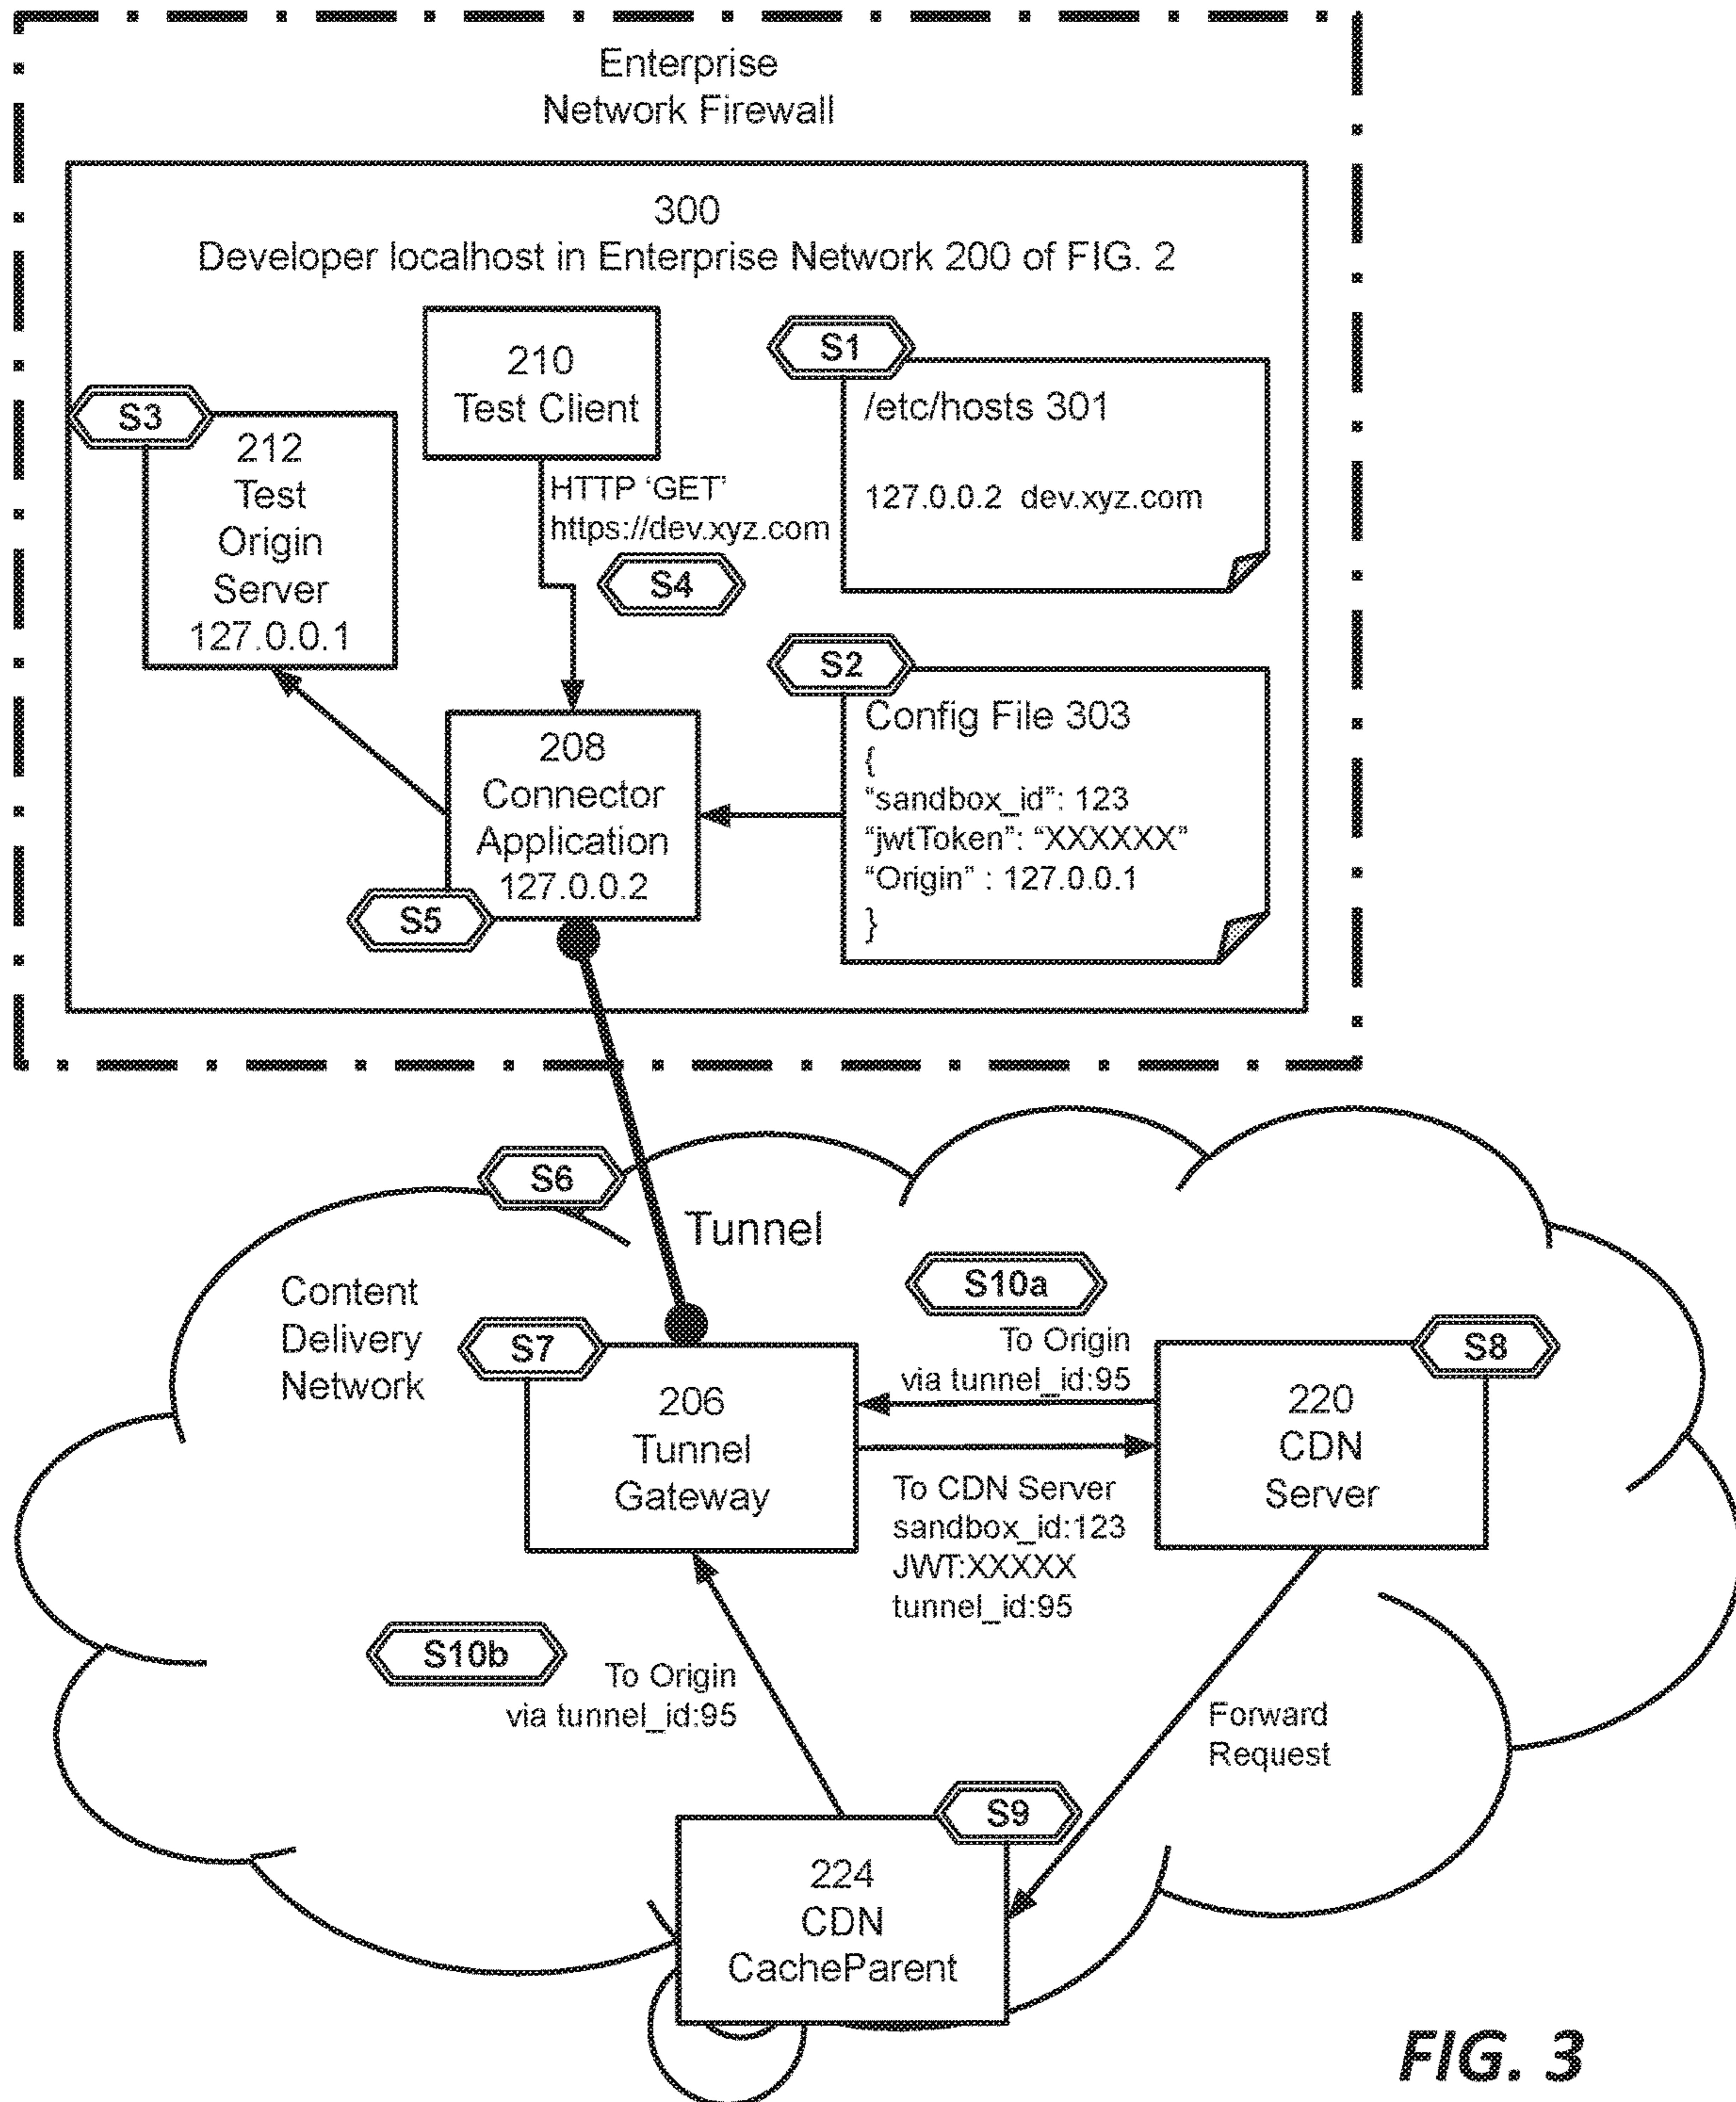 Enterprise
Network Firewall
300
Developer localhost in Enterprise Network 200 of FIG. 2
S1
/etc/hosts 301
127.0.0.2 dev.xyz.com
210
Test Client
S3
212
Test
Origin
Server
127.0.0.1
HTTP ‘GET’
https://dev.xyz.com
S4
S2
Config File 303
{
“sandbox_id”: 123
“jwtToken”: “XXXXXX”
“Origin” : 127.0.0.1
}
208
Connector
Application
127.0.0.2
S5
S6
Tunnel
Content
Delivery
Network
S10a
To Origin
via tunnel_id:95
S7
206
Tunnel
Gateway
S8
220
CDN
Server
To CDN Server
sandbox_id:123
JWT:XXXXX
tunnel_id:95
S10b
To Origin
via tunnel_id:95
Forward
Request
S9
224
CDN
CacheParent
FIG. 3